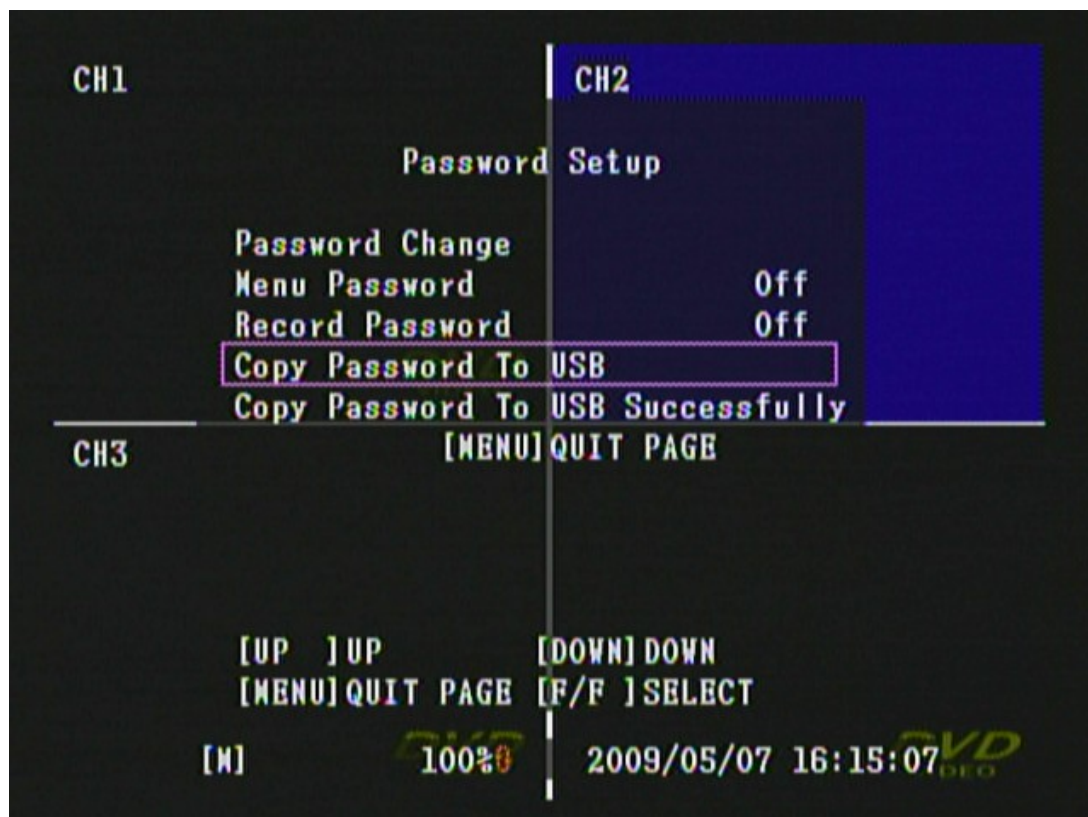 CH1
CH2
Password Setup
Password Change
Menu Password Off
Record Password Off
Copy Password To USB
Copy Password To USB Successfully
CH3
[MENU]QUIT PAGE
[UP ]UP [DOWN]DOWN
[MENU]QUIT PAGE [F/F ]SELECT
[M] 100% 2009/05/07 16:15:07